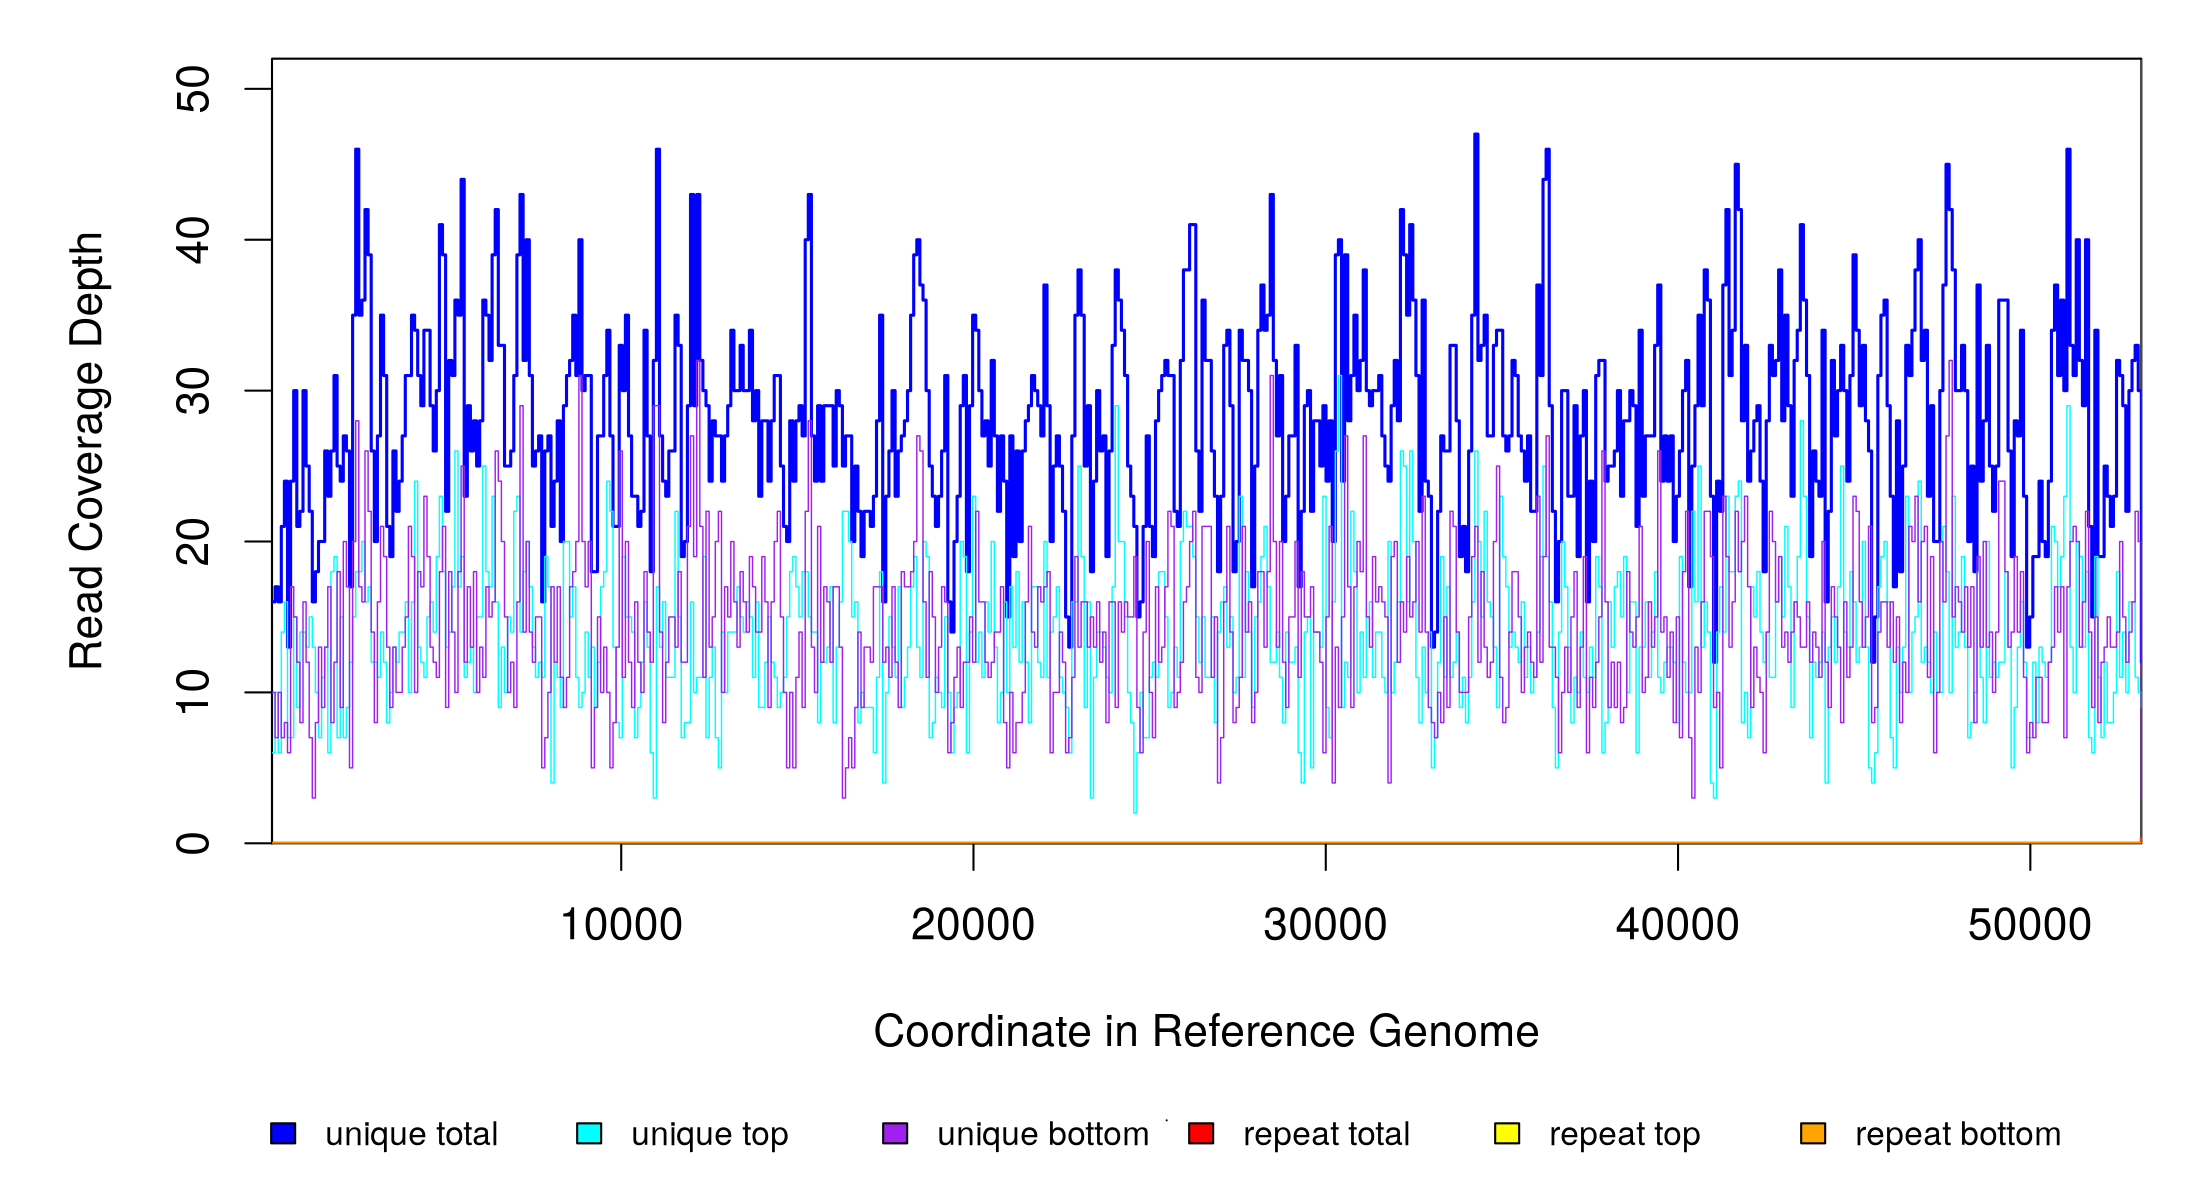 Read Coverage Depth
50
40
30
20
10
0
10000 20000 30000 40000 50000
Coordinate in Reference Genome
unique total unique top unique bottom repeat total repeat top repeat bottom